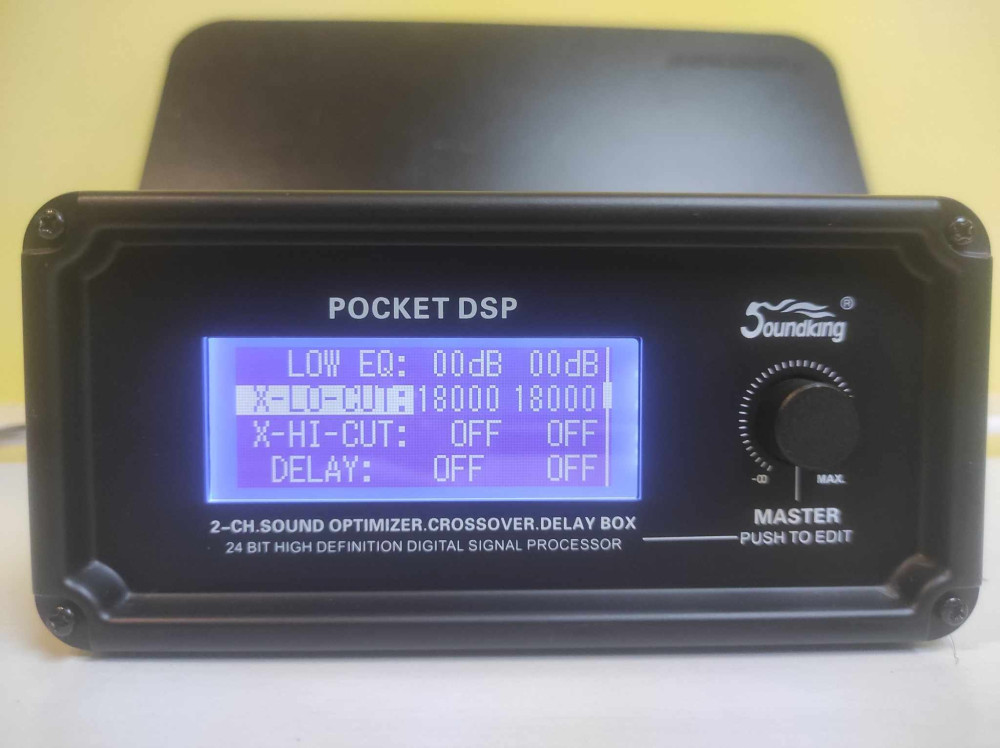 POCKET DSP
Soundking®
LOW EQ: 00dB 00dB
X-LO-CUT: 18000 18000
X-HI-CUT: OFF OFF
DELAY: OFF OFF
-∞ MAX.
2-CH.SOUND OPTIMIZER.CROSSOVER.DELAY BOX
24 BIT HIGH DEFINITION DIGITAL SIGNAL PROCESSOR
MASTER
PUSH TO EDIT